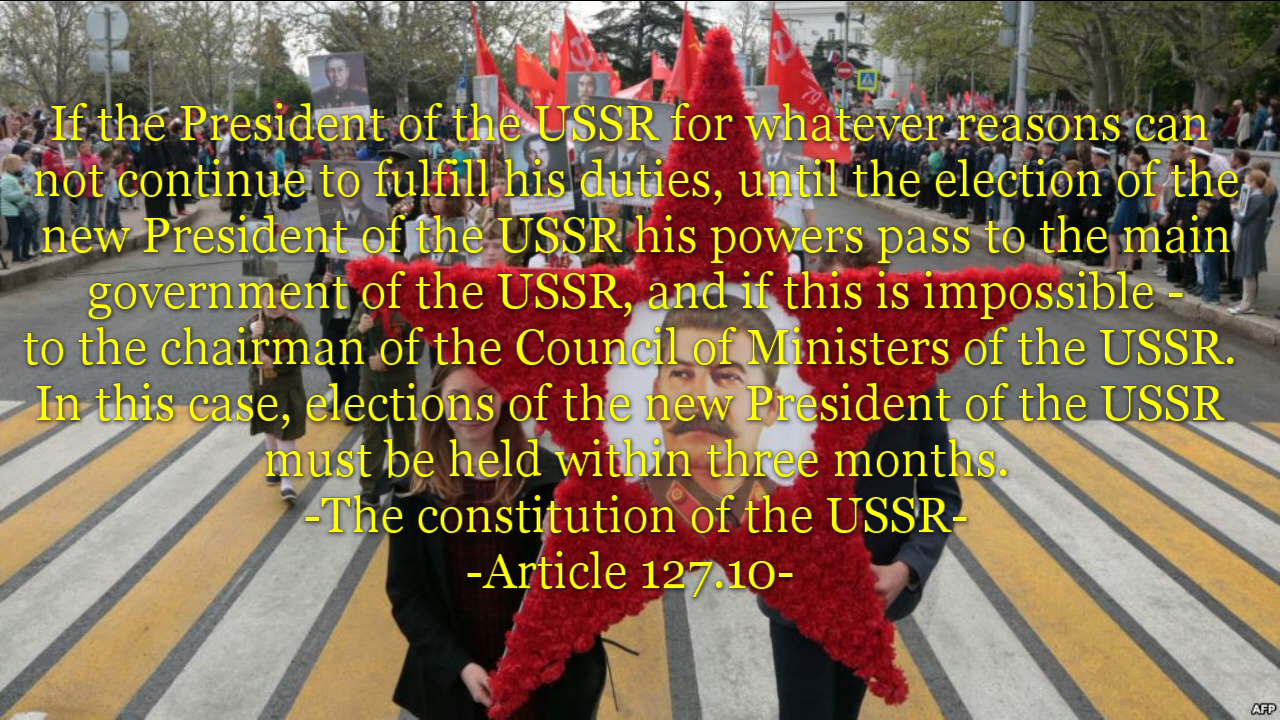 If the President of the USSR for whatever reasons can
not continue to fulfill his duties, until the election of the
new President of the USSR his powers pass to the main
government of the USSR, and if this is impossible -
to the chairman of the Council of Ministers of the USSR.
In this case, elections of the new President of the USSR
must be held within three months.
-The constitution of the USSR-
-Article 127.10-
79
AFP